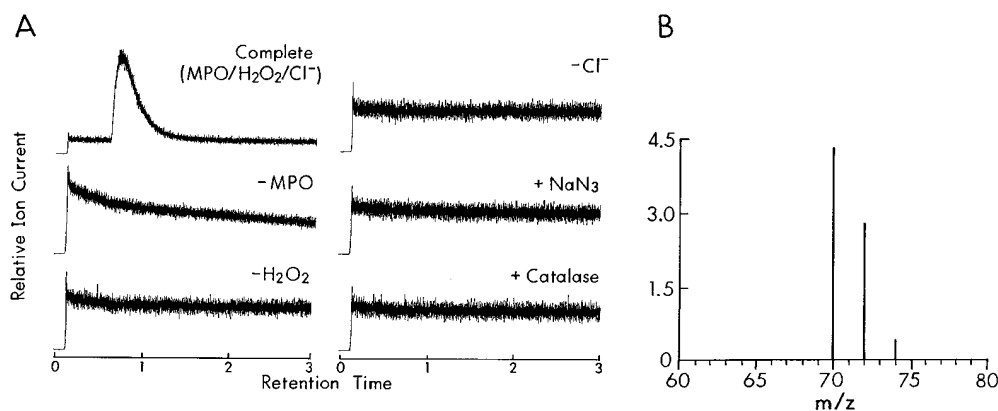 A
Complete
(MPO/H₂O₂/Cl⁻)
−Cl⁻
−MPO
+ NaN₃
−H₂O₂
+ Catalase
Relative Ion Current
0 1 2 3
0 1 2 3
Retention Time
B
4.5
3.0
1.5
0
60 65 70 75 80
m/z